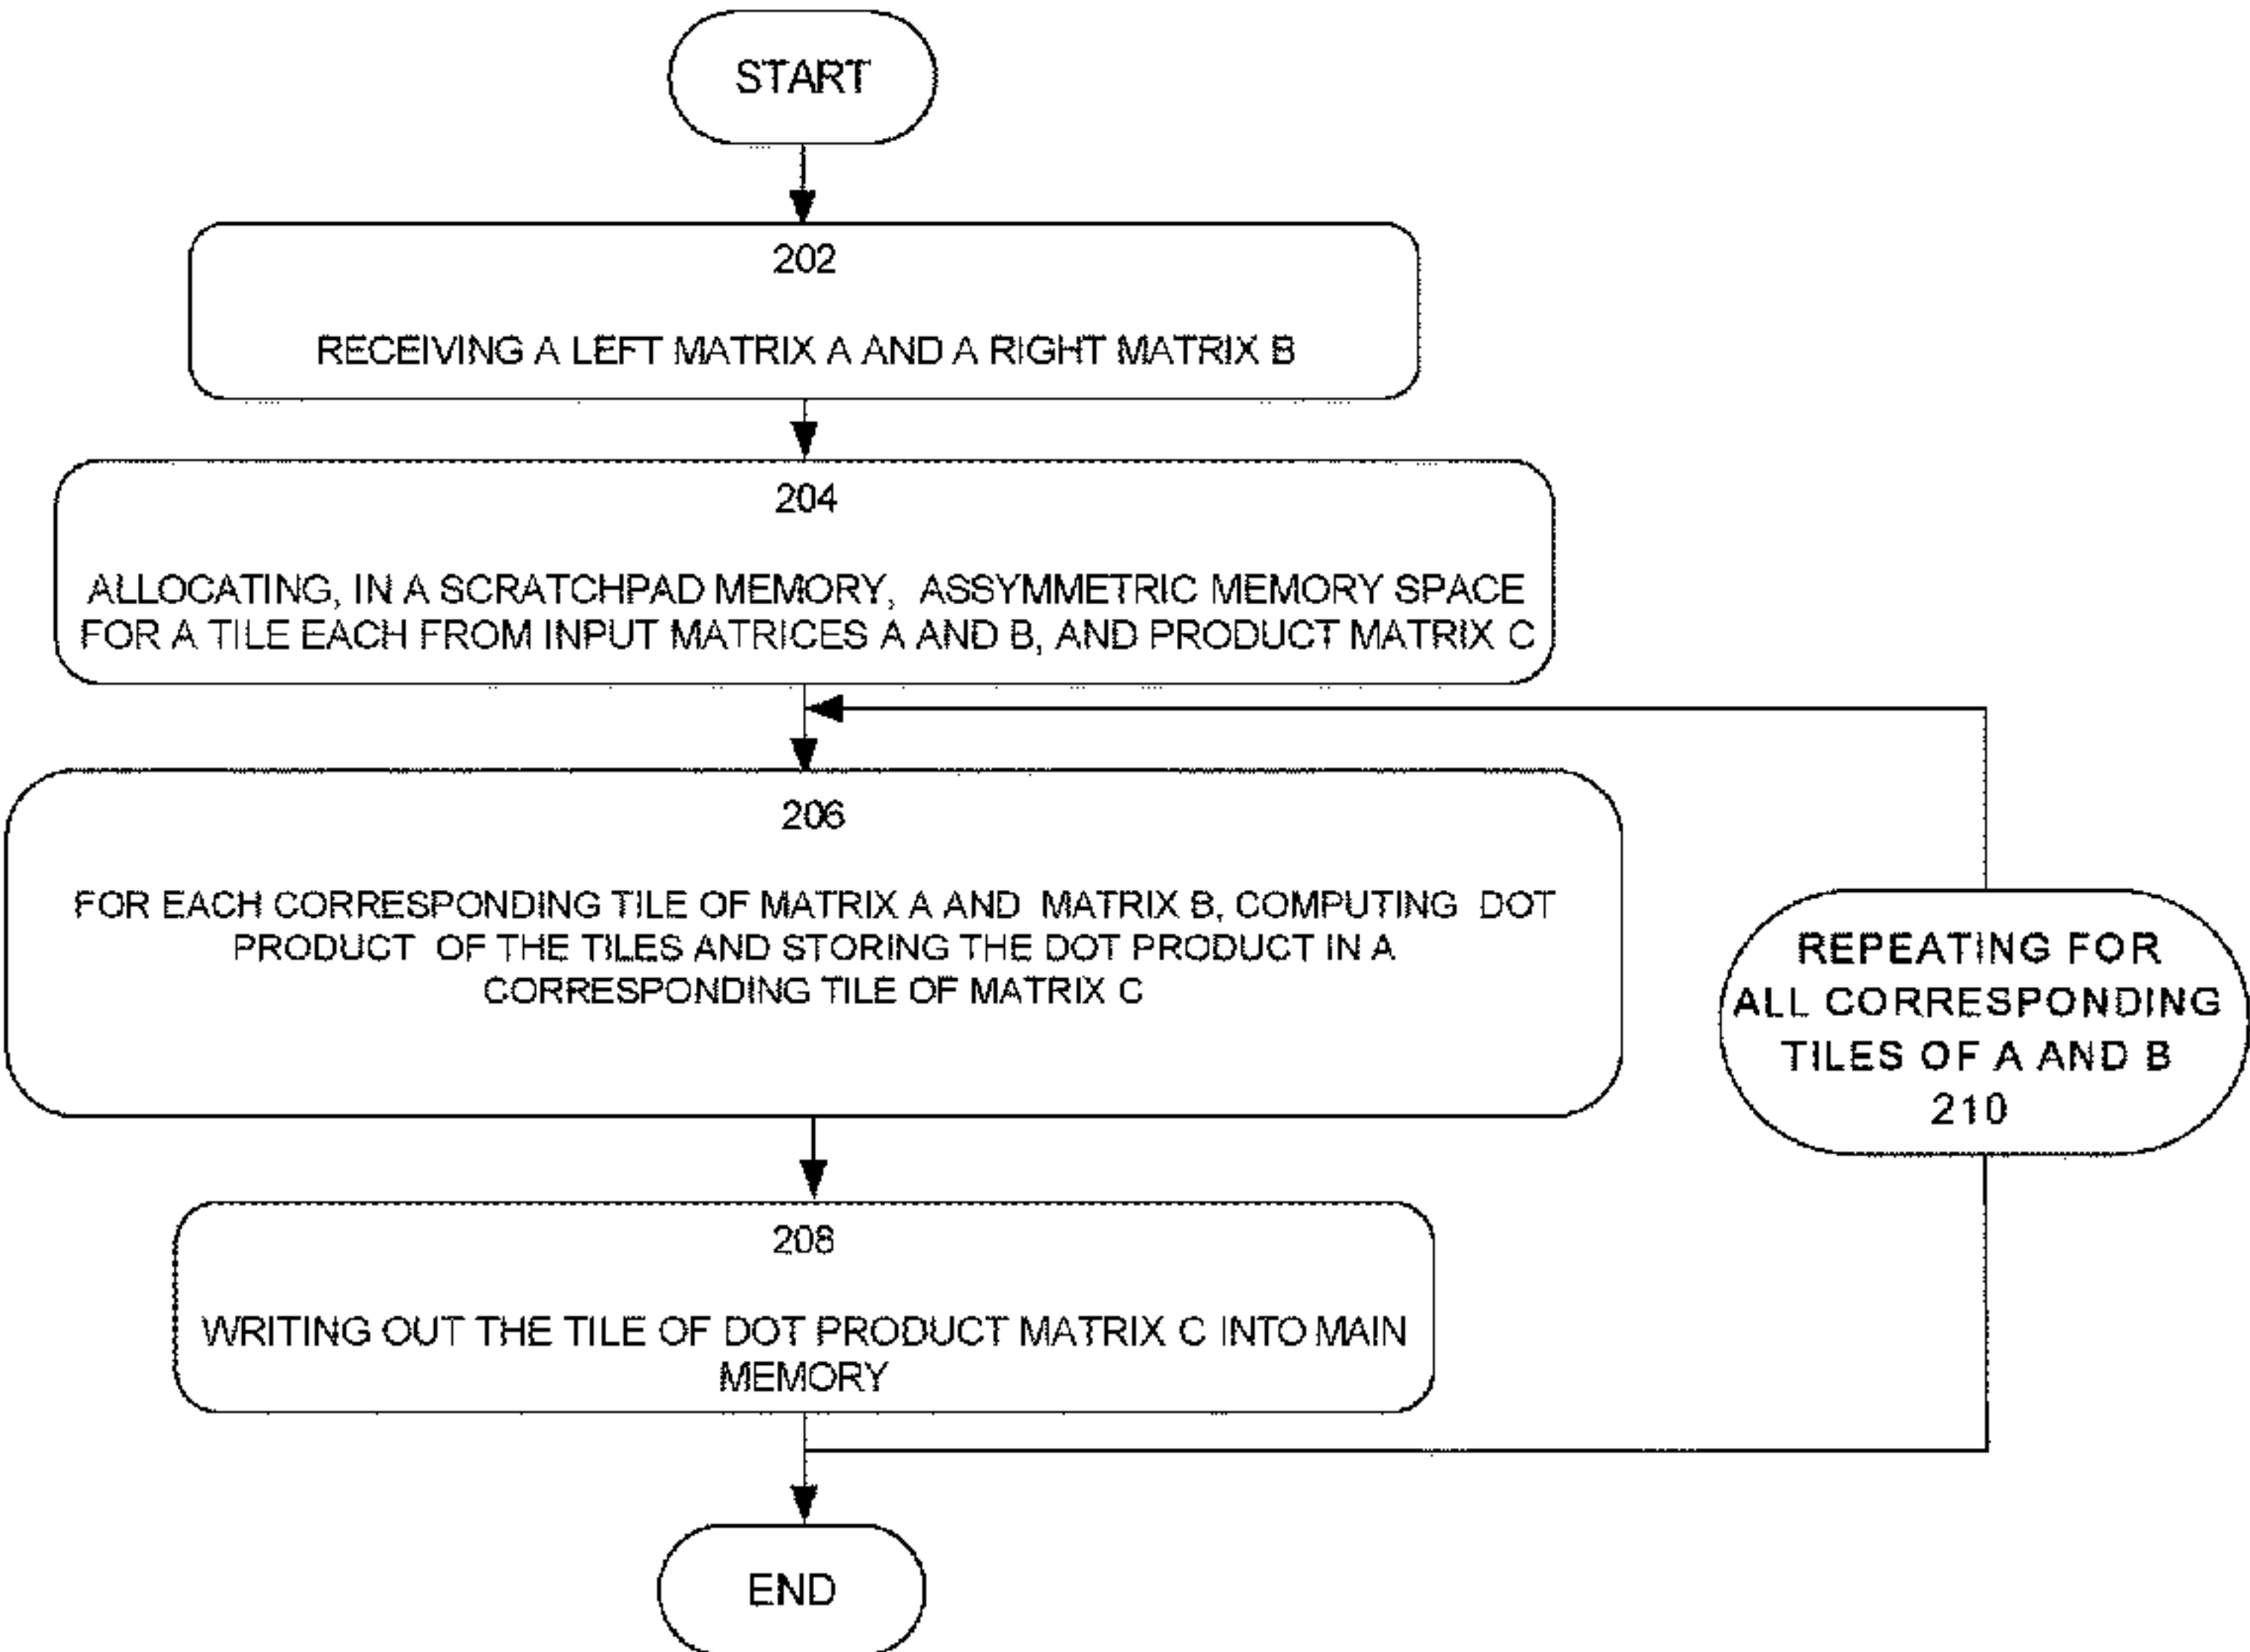 START
202
RECEIVING A LEFT MATRIX A AND A RIGHT MATRIX B
204
ALLOCATING, IN A SCRATCHPAD MEMORY, ASSYMMETRIC MEMORY SPACE
FOR A TILE EACH FROM INPUT MATRICES A AND B, AND PRODUCT MATRIX C
206
FOR EACH CORRESPONDING TILE OF MATRIX A AND MATRIX B, COMPUTING DOT
PRODUCT OF THE TILES AND STORING THE DOT PRODUCT IN A
CORRESPONDING TILE OF MATRIX C
REPEATING FOR
ALL CORRESPONDING
TILES OF A AND B
210
208
WRITING OUT THE TILE OF DOT PRODUCT MATRIX C INTO MAIN
MEMORY
END